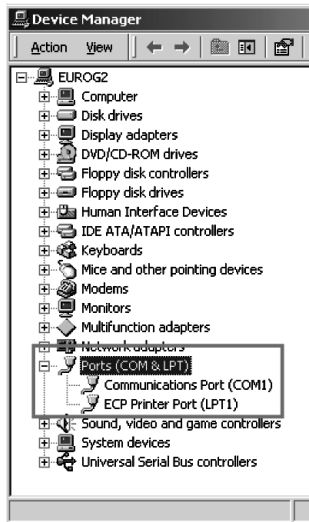 Device Manager
Action View
EUROG2
Computer
Disk drives
Display adapters
DVD/CD-ROM drives
Floppy disk controllers
Floppy disk drives
Human Interface Devices
IDE ATA/ATAPI controllers
Keyboards
Mice and other pointing devices
Modems
Monitors
Multifunction adapters
Network adapters
Ports (COM & LPT)
Communications Port (COM1)
ECP Printer Port (LPT1)
Sound, video and game controllers
System devices
Universal Serial Bus controllers